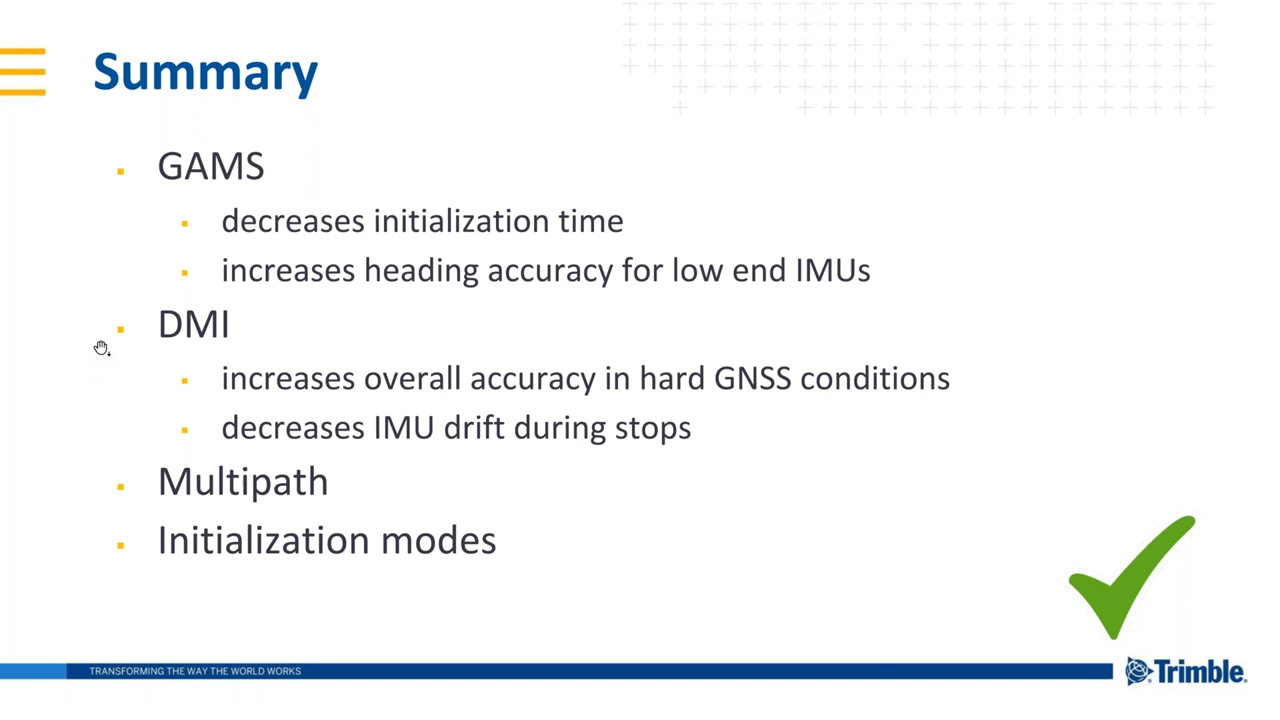 Summary
▪ GAMS
▪ decreases initialization time
▪ increases heading accuracy for low end IMUs
▪ DMI
▪ increases overall accuracy in hard GNSS conditions
▪ decreases IMU drift during stops
▪ Multipath
▪ Initialization modes
TRANSFORMING THE WAY THE WORLD WORKS
Trimble.